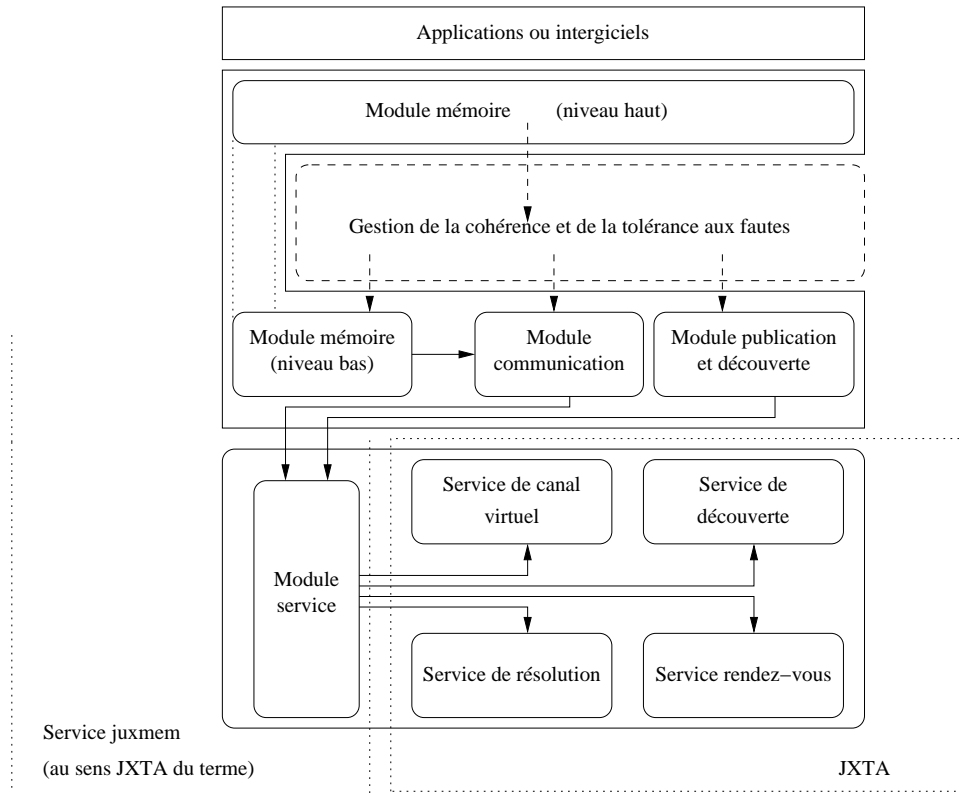 Applications ou intergiciels
Module mémoire (niveau haut)
Gestion de la cohérence et de la tolérance aux fautes
Module mémoire
(niveau bas)
Module
communication
Module publication
et découverte
Service de canal
virtuel
Service de
découverte
Module
service
Service de résolution
Service rendez−vous
Service juxmem
(au sens JXTA du terme)
JXTA